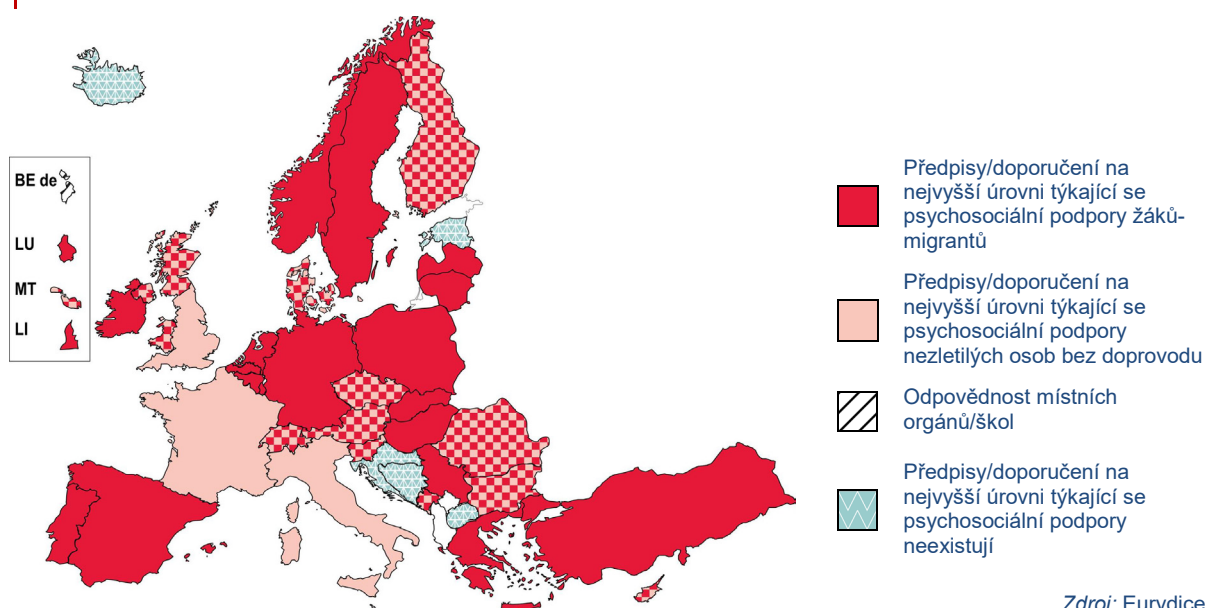 BE de
LU
MT
LI
Předpisy/doporučení na
nejvyšší úrovni týkající se
psychosociální podpory žáků-
migrantů
Předpisy/doporučení na
nejvyšší úrovni týkající se
psychosociální podpory
nezletilých osob bez doprovodu
Odpovědnost místních
orgánů/škol
Předpisy/doporučení na
nejvyšší úrovni týkající se
psychosociální podpory
neexistují
Zdroj: Eurydice